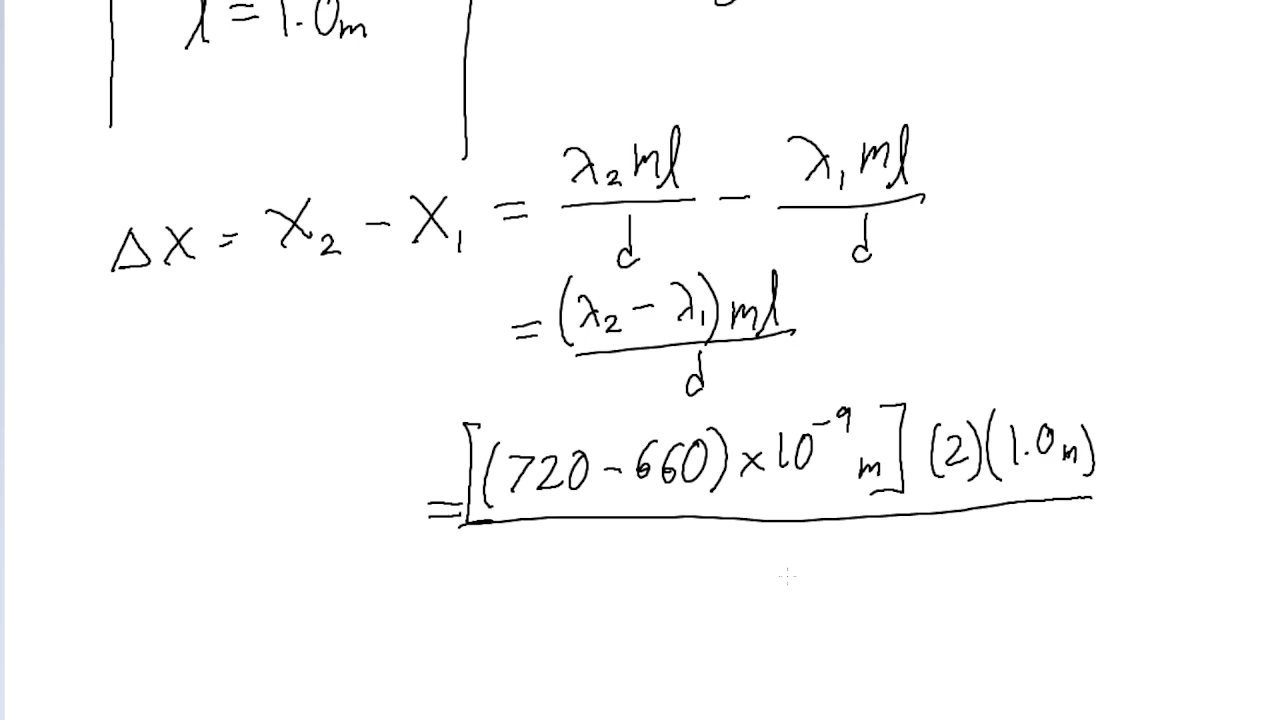 l = 1.0m
Δx = x₂ - x₁ = λ₂ml/d - λ₁ml/d
= (λ₂ - λ₁)ml/d
= [(720 - 660) × 10⁻⁹ m] (2)(1.0m)